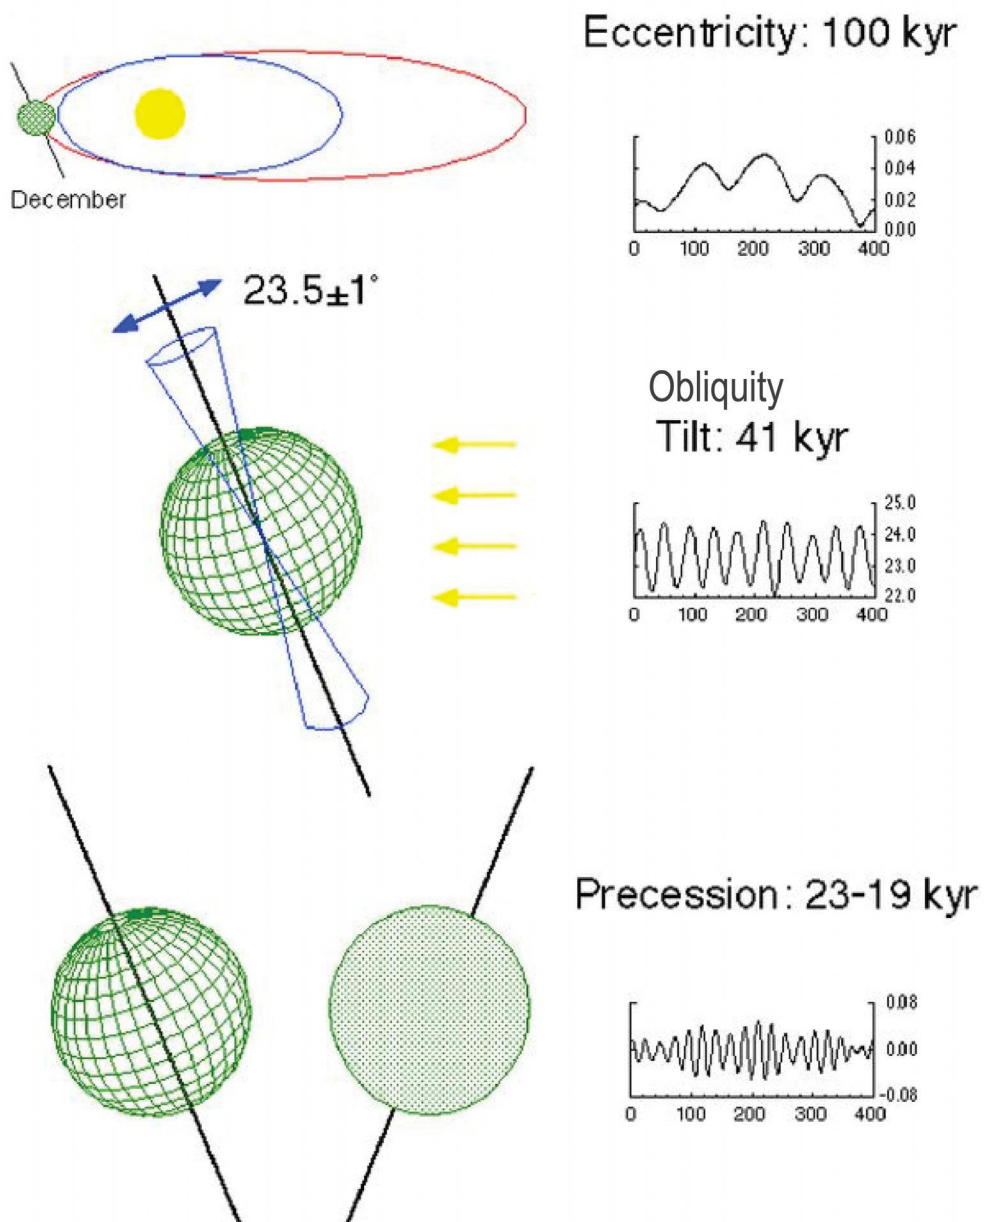 Eccentricity: 100 kyr
0.06
0.04
0.02
0.00
0 100 200 300 400
December
23.5±1°
Obliquity
Tilt: 41 kyr
25.0
24.0
23.0
22.0
0 100 200 300 400
Precession: 23-19 kyr
0.08
0.00
-0.08
0 100 200 300 400